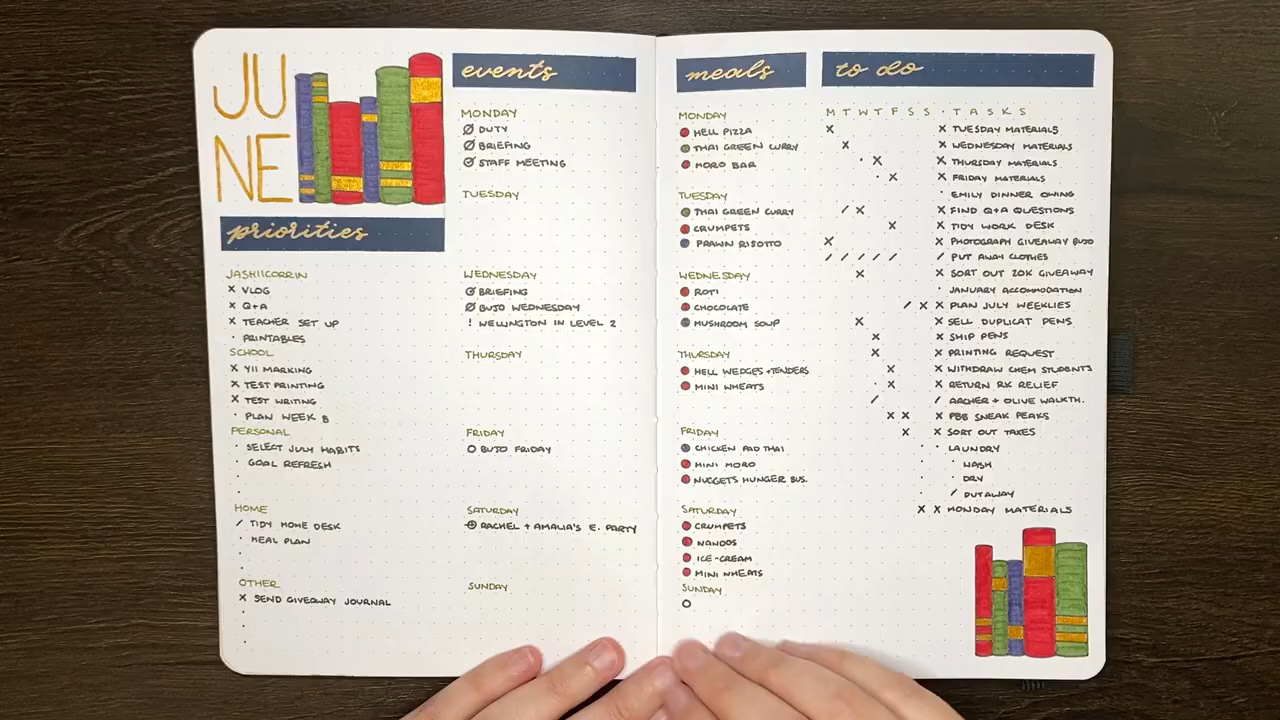 JU
NE
priorities
JASHIICORRIN
X VLOG
X Q+A
X TEACHER SET UP
· PRINTABLES
SCHOOL
X Y11 MARKING
X TEST PRINTING
X TEST WRITING
· PLAN WEEK 8
PERSONAL
· SELECT JULY HABITS
· GOAL REFRESH
HOME
/ TIDY HOME DESK
· MEAL PLAN
OTHER
X SEND GIVEAWAY JOURNAL
events
MONDAY
DUTY
BRIEFING
STAFF MEETING
TUESDAY
WEDNESDAY
BRIEFING
BUJO WEDNESDAY
! WELLINGTON IN LEVEL 2
THURSDAY
FRIDAY
BUJO FRIDAY
SATURDAY
RACHEL + AMALIA'S E. PARTY
SUNDAY
meals
MONDAY
HELL PIZZA
THAI GREEN CURRY
MORO BAR
TUESDAY
THAI GREEN CURRY
CRUMPETS
PRAWN RISOTTO
WEDNESDAY
ROTI
CHOCOLATE
MUSHROOM SOUP
THURSDAY
HELL WEDGES + TENDERS
MINI WHEATS
FRIDAY
CHICKEN PAD THAI
MINI MORO
NUGGETS HUNGER BUS.
SATURDAY
CRUMPETS
NANDOS
ICE-CREAM
MINI WHEATS
SUNDAY
to do
M T W T F S S TASKS
X X TUESDAY MATERIALS
X X WEDNESDAY MATERIALS
· X X THURSDAY MATERIALS
· X X FRIDAY MATERIALS
· EMILY DINNER OWING
/ X X FIND Q+A QUESTIONS
X X TIDY WORK DESK
X X PHOTOGRAPH GIVEAWAY BUJO
/ / / / / / PUT AWAY CLOTHES
X X SORT OUT 20K GIVEAWAY
· JANUARY ACCOMMODATION
/ X X PLAN JULY WEEKLIES
X X SELL DUPLICAT PENS
X X SHIP PENS
X X PRINTING REQUEST
X X WITHDRAW CHEM STUDENTS
· X X RETURN RK RELIEF
/ / ARCHER + OLIVE WALKTH.
X X X PBB SNEAK PEAKS
X X SORT OUT TAXES
· · LAUNDRY
· · WASH
· · DRY
· · / PUT AWAY
X X MONDAY MATERIALS